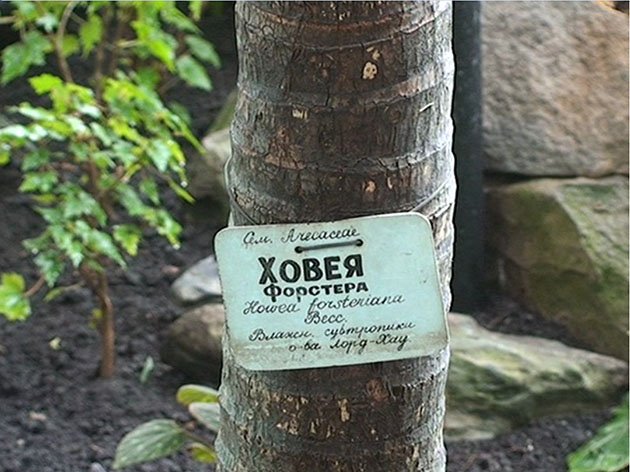 Сем. Arecaceae
ХОВЕЯ
ФОРСТЕРА
Howea forsteriana
Becc.
Влажн. субтропики
о-ва Лорд-Хау